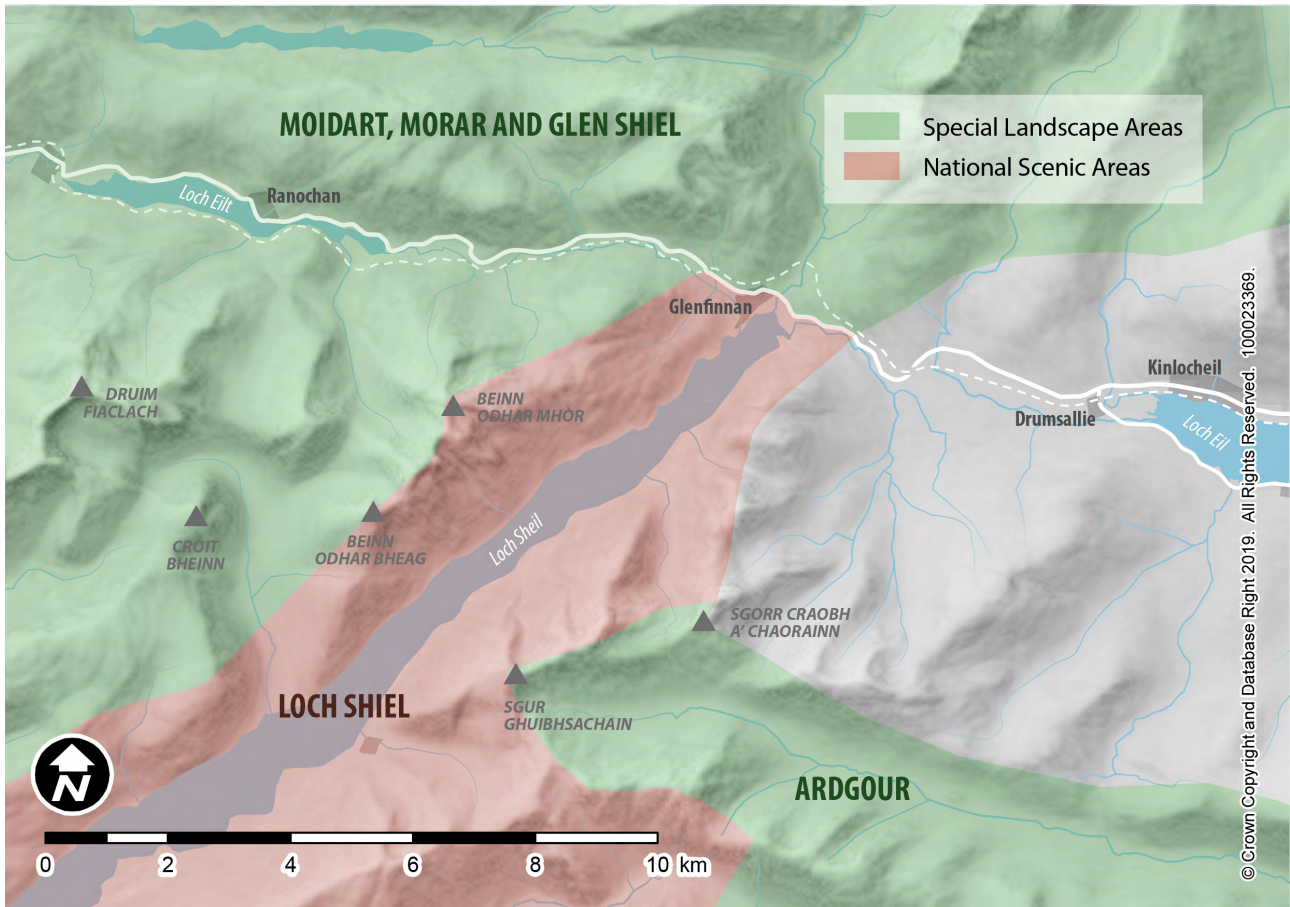 MOIDART, MORAR AND GLEN SHIEL
Special Landscape Areas
National Scenic Areas
Loch Eilt
Ranochan
Glenfinnan
Kinlocheil
Drumsallie
Loch Eil
DRUIM
FIACLACH
BEINN
ODHAR MHÒR
CROIT
BHEINN
BEINN
ODHAR BHEAG
Loch Sheil
SGORR CRAOBH
A' CHAORAINN
LOCH SHIEL
SGUR
GHUIBHSACHAIN
ARDGOUR
N
0 2 4 6 8 10 km
© Crown Copyright and Database Right 2019. All Rights Reserved. 100023369.